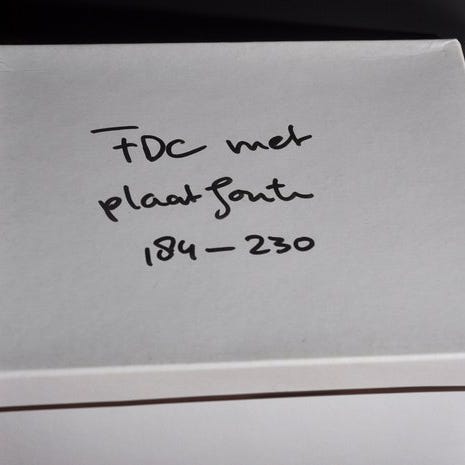 FDC met
plaatfouten
184-230